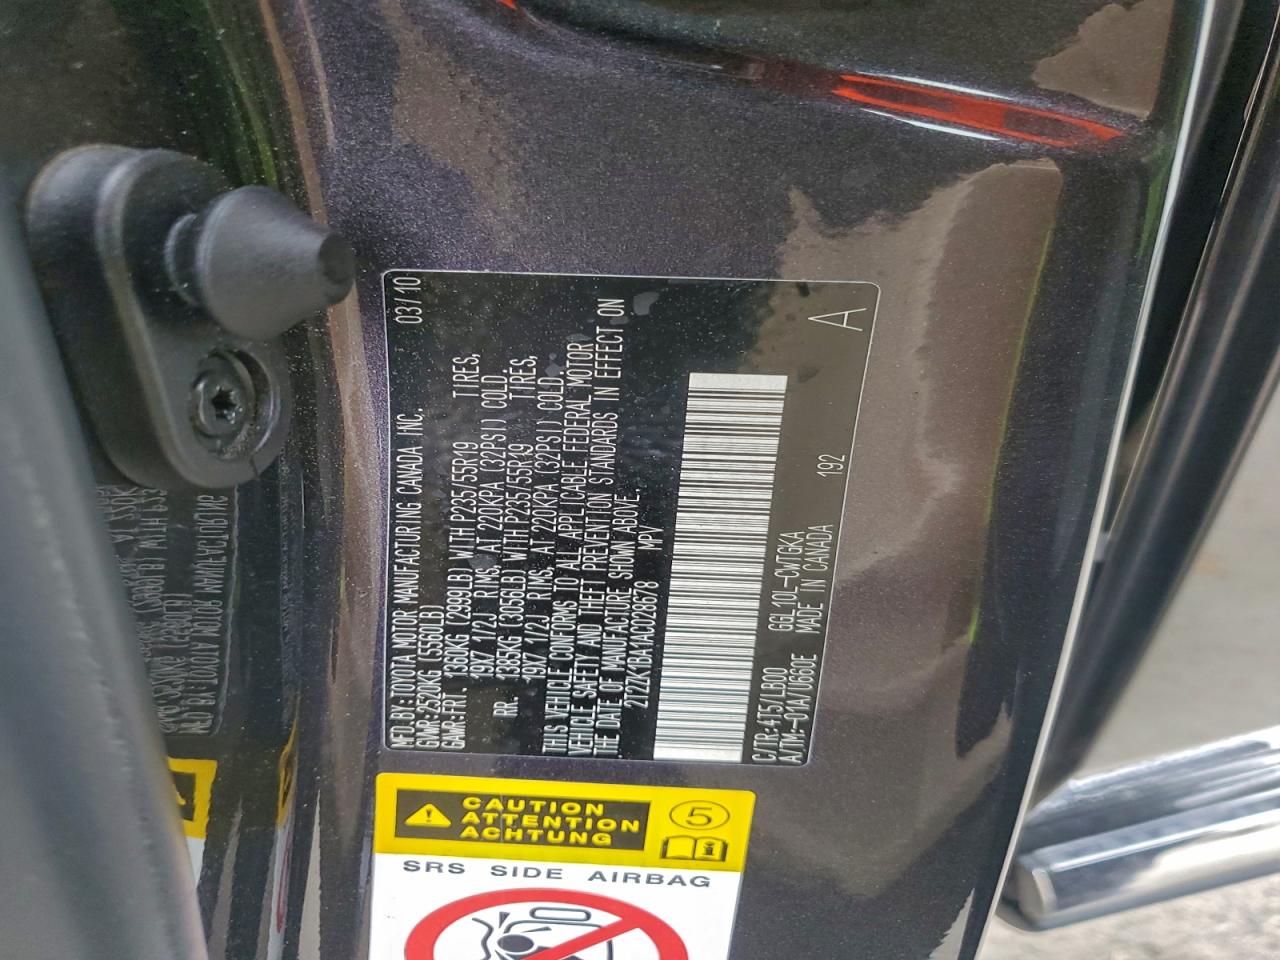 MFD.BY:TOYOTA MOTOR MANUFACTURING CANADA INC. 03/10
GVWR:2520KG (5560LB)
GAWR:FRT. 1360KG (2999LB) WITH P235/55R19 TIRES,
19X7 1/2J RIMS, AT 220KPA (32PSI) COLD
RR. 1385KG (3056LB) WITH P235/55R19 TIRES,
19X7 1/2J RIMS, AT 220KPA (32PSI) COLD.
THIS VEHICLE CONFORMS TO ALL APPLICABLE FEDERAL MOTOR
VEHICLE SAFETY AND THEFT PREVENTION STANDARDS IN EFFECT ON
THE DATE OF MANUFACTURE SHOWN ABOVE.
2T2ZK1BA1AC028678 MPV
C/TR:4T5/LB00 GGL10L-CWTGKA 192 A
A/TM:-01A/U660E MADE IN CANADA
CAUTION
ATTENTION
ACHTUNG
5
SRS SIDE AIRBAG